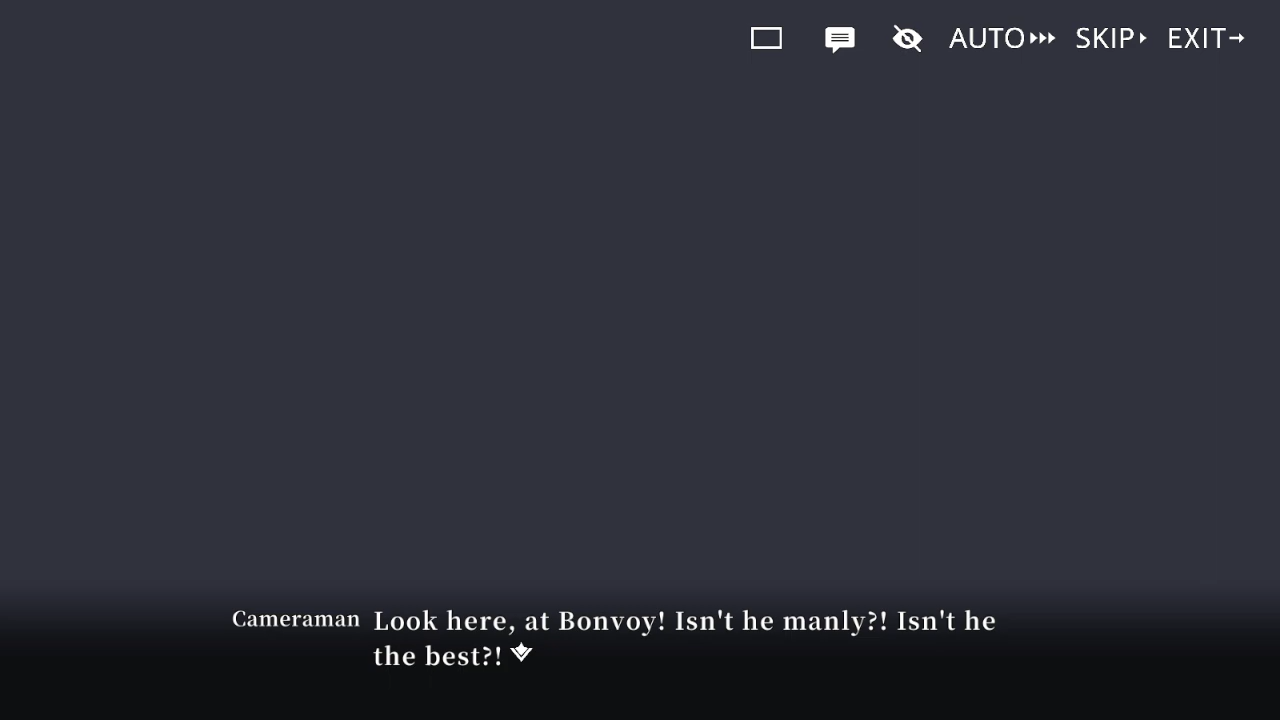 AUTO SKIP EXIT
Cameraman Look here, at Bonvoy! Isn't he manly?! Isn't he
the best?!